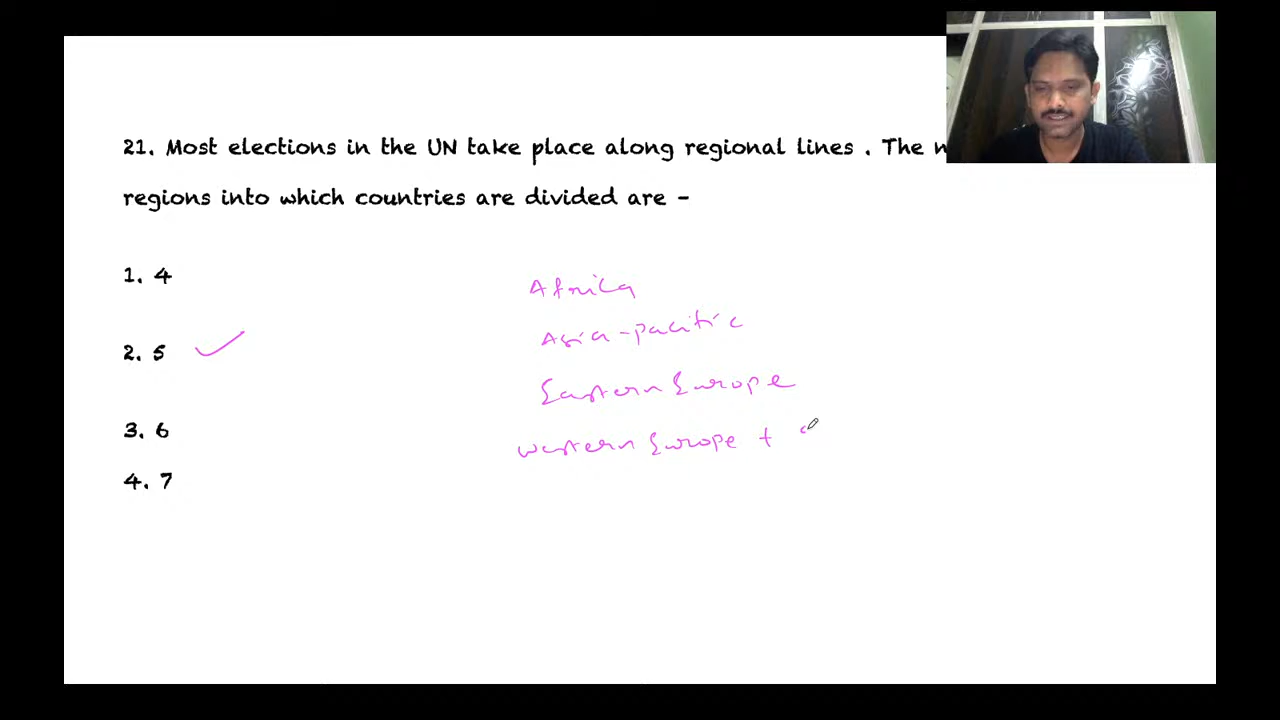 21. Most elections in the UN take place along regional lines . The
regions into which countries are divided are -
1. 4
2. 5
3. 6
4. 7
Africa
Asia-pacific
Eastern Europe
Western Europe +